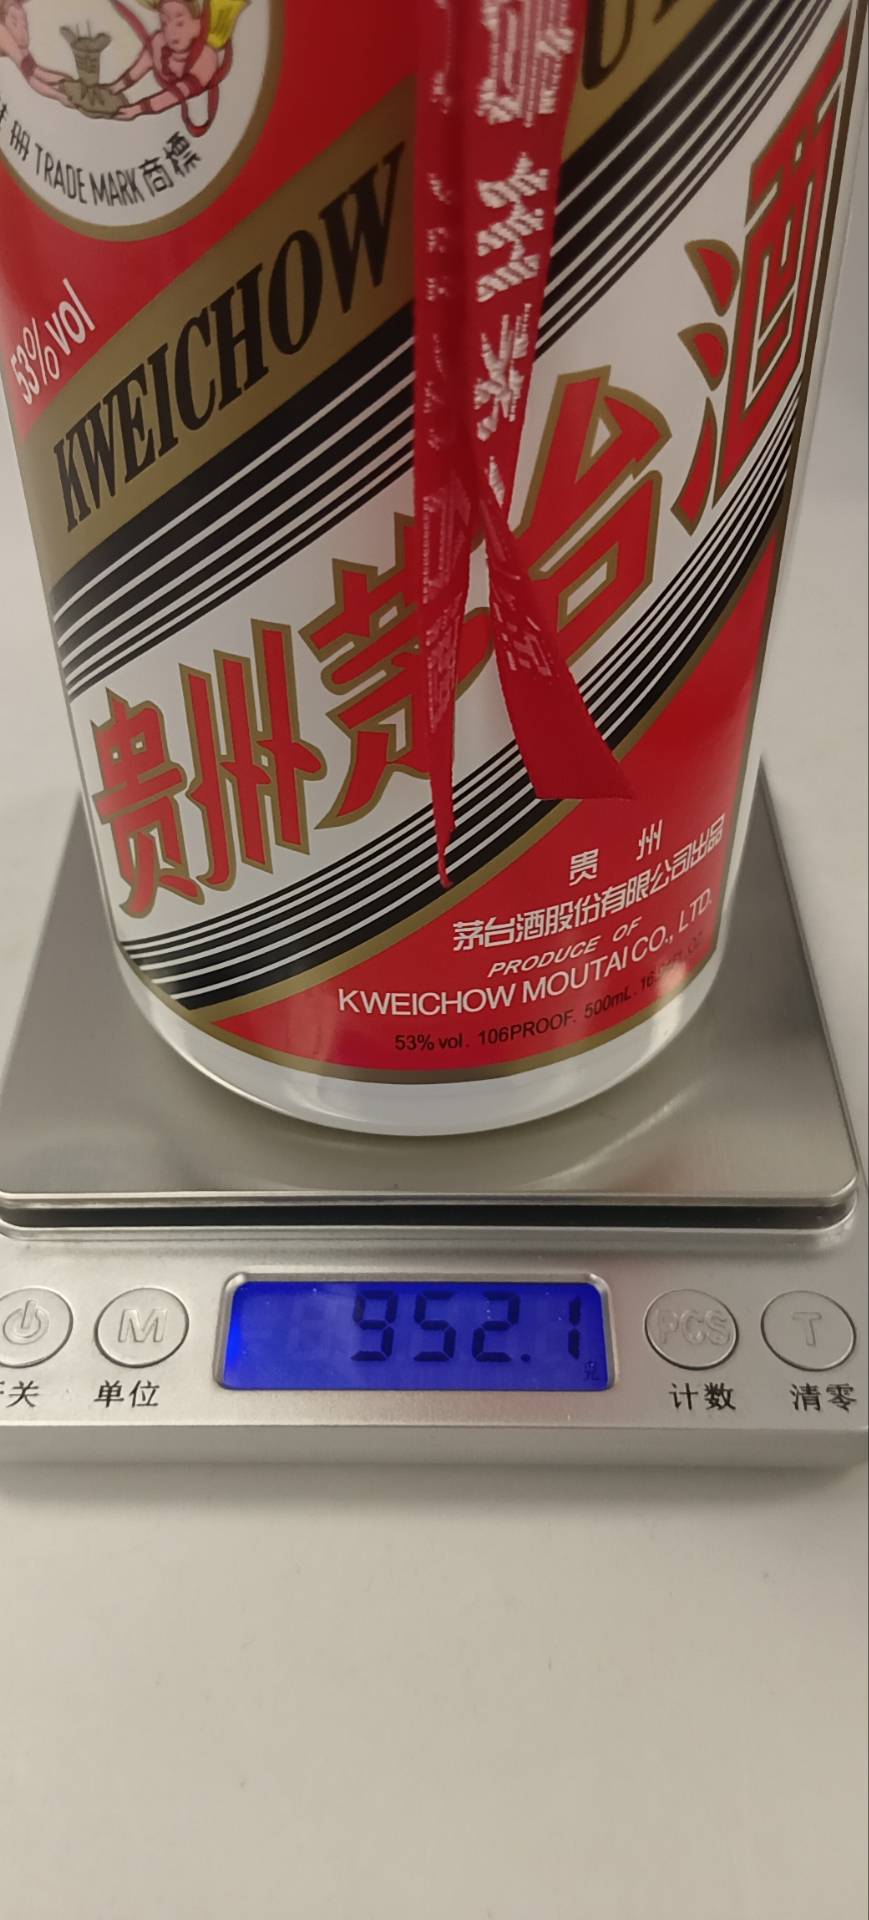 TRADE MARK 商標
53%vol
KWEICHOW
贵州茅台酒
贵州
茅台酒股份有限公司出品
PRODUCE OF
KWEICHOW MOUTAI CO., LTD.
53%vol. 106PROOF. 500mL.
952.1
M
PCS
T
关
单位
计数
清零